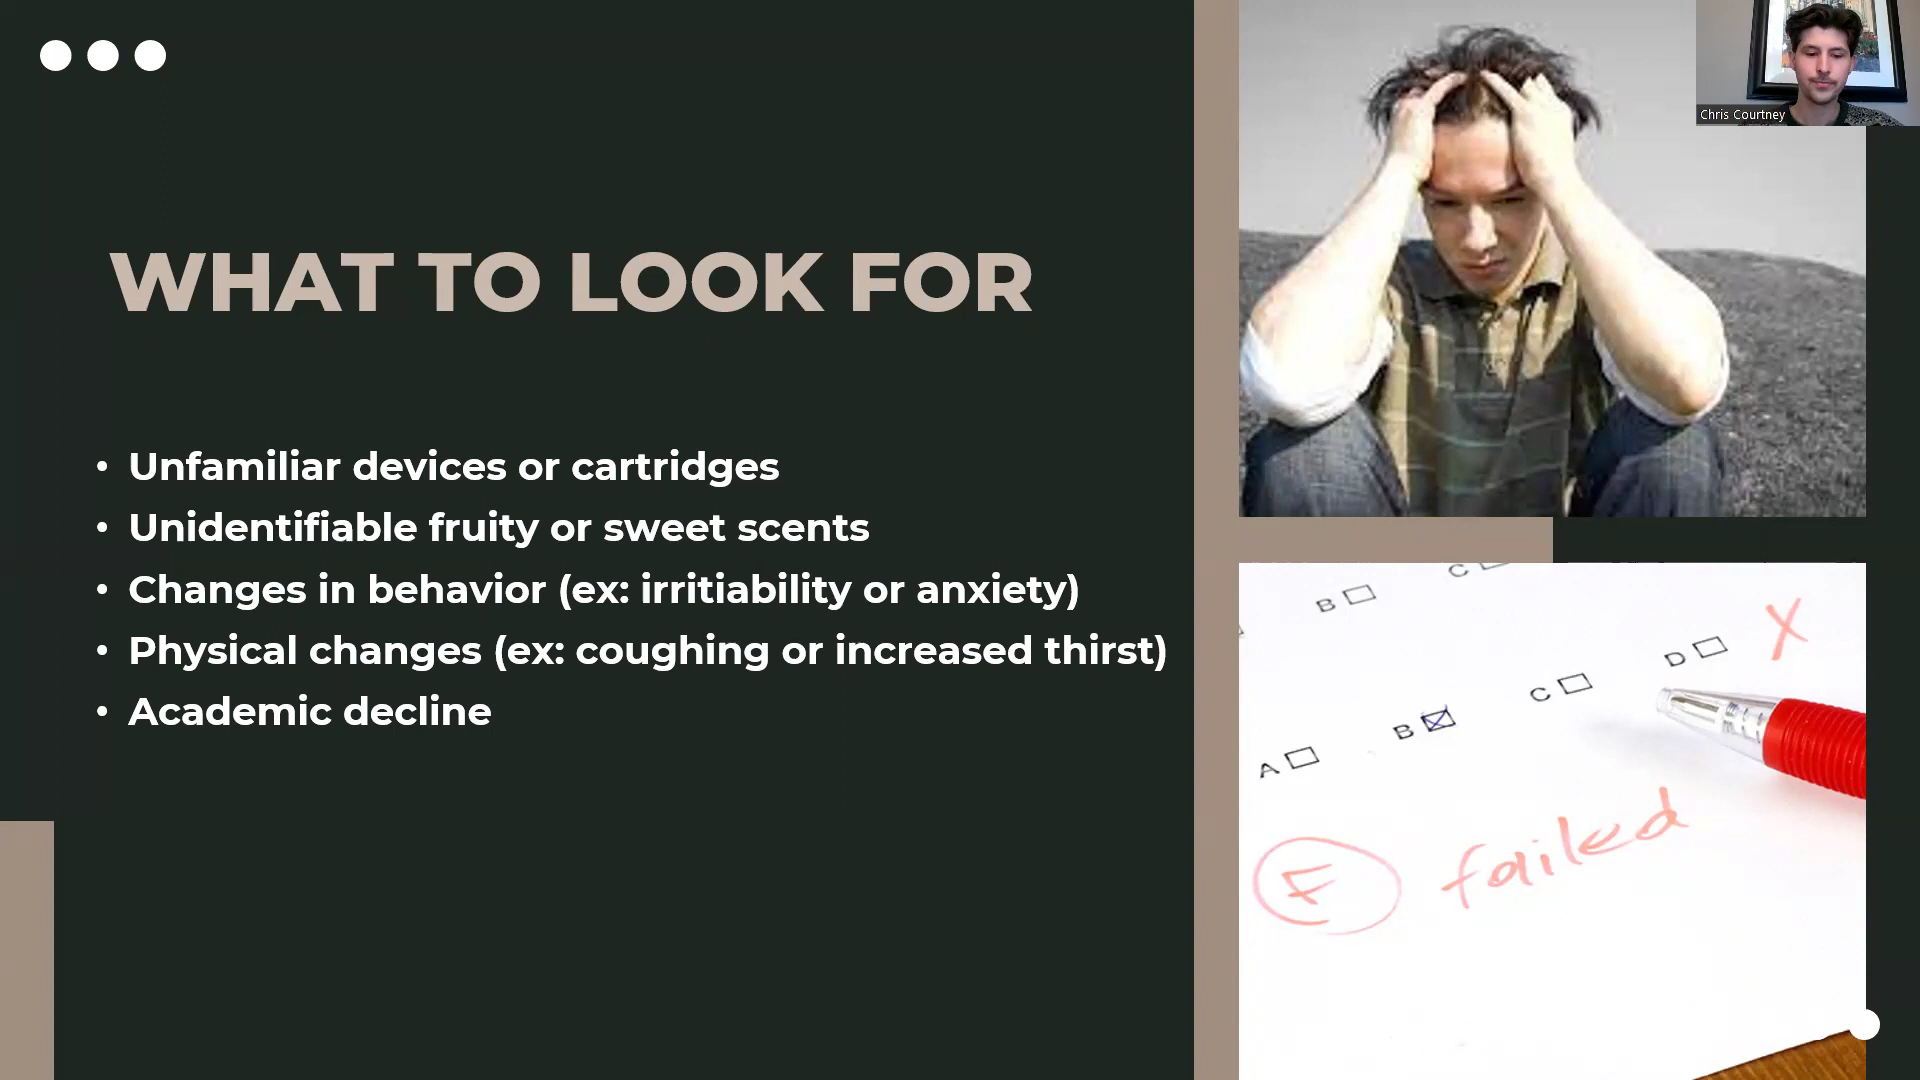 Chris Courtney
WHAT TO LOOK FOR
• Unfamiliar devices or cartridges
• Unidentifiable fruity or sweet scents
• Changes in behavior (ex: irritiability or anxiety)
• Physical changes (ex: coughing or increased thirst)
• Academic decline
B C
A B C D X
F failed